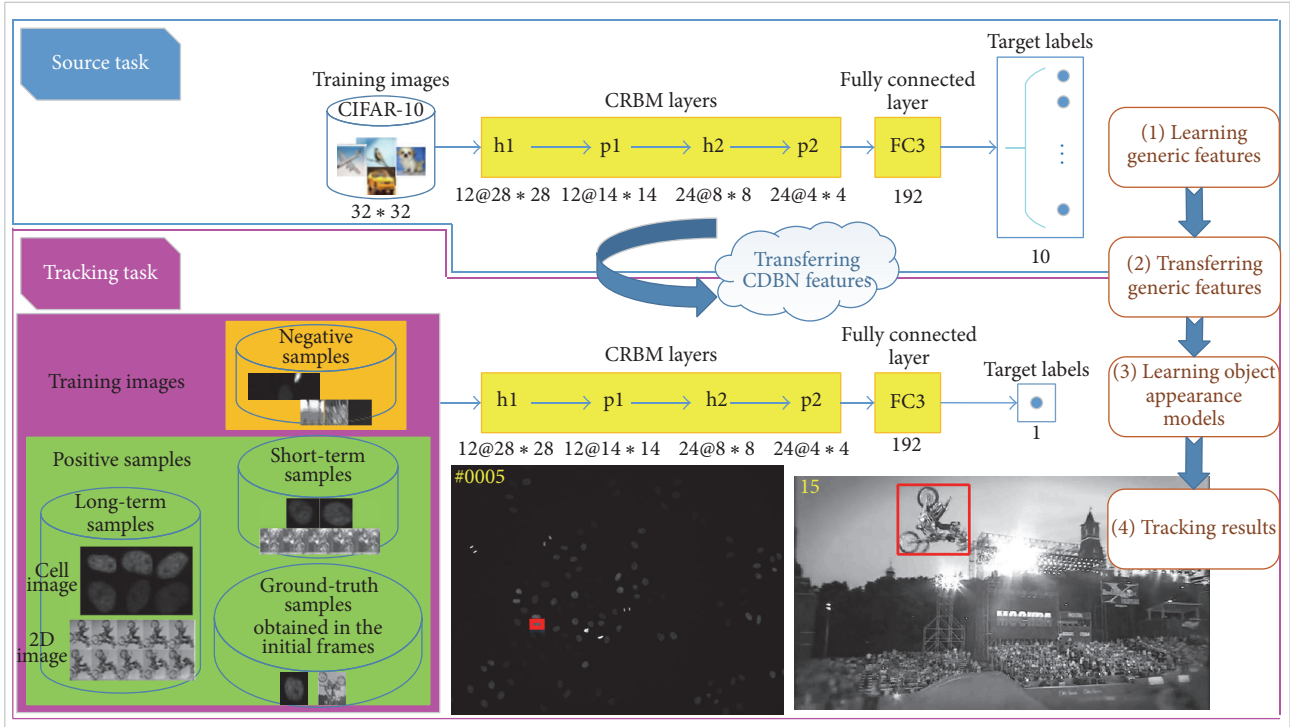 Source task
Training images
CIFAR-10
32 * 32
CRBM layers
h1
p1
h2
p2
12@28 * 28
12@14 * 14
24@8 * 8
24@4 * 4
Fully connected
layer
FC3
192
Target labels
...
10
(1) Learning
generic features
(2) Transferring
generic features
(3) Learning object
appearance
models
(4) Tracking results
Transferring
CDBN features
Tracking task
Training images
Negative
samples
Positive samples
Short-term
samples
Long-term
samples
Cell
image
2D
image
Ground-truth
samples
obtained in the
initial frames
CRBM layers
h1
p1
h2
p2
12@28 * 28
12@14 * 14
24@8 * 8
24@4 * 4
Fully connected
layer
FC3
192
Target labels
1
#0005
15
МОСКВА